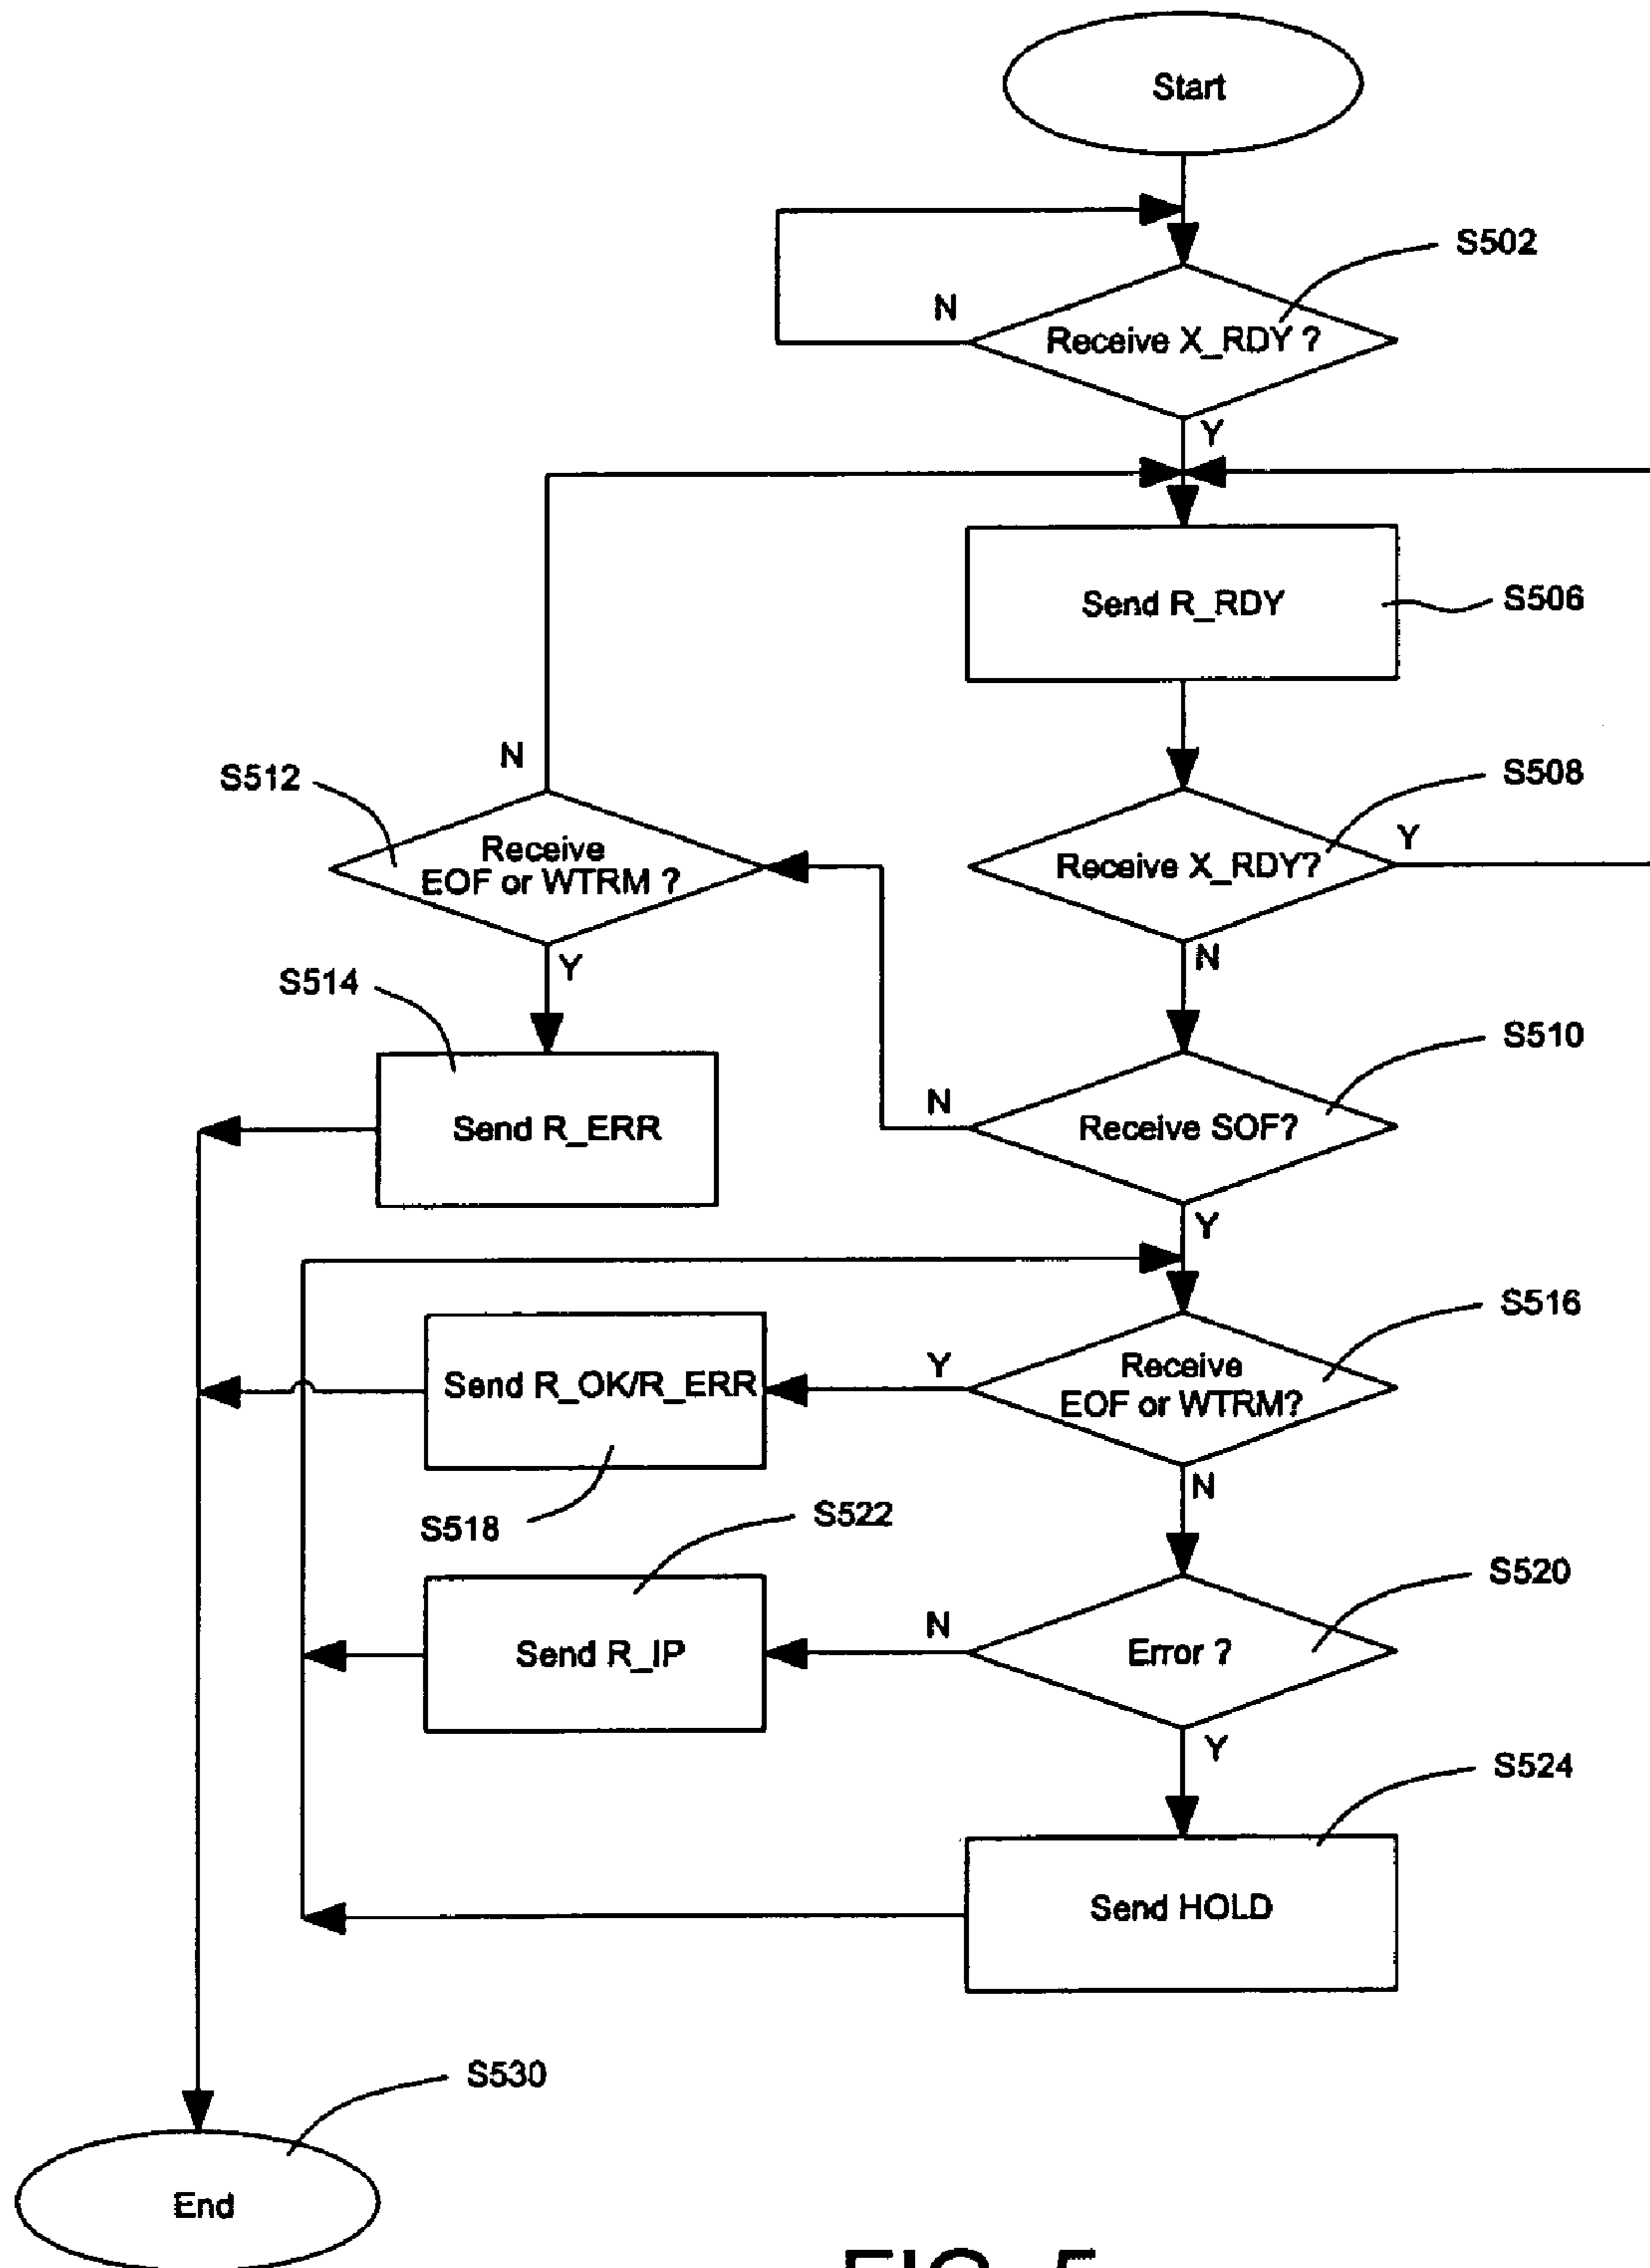 Start
S502
N
Receive X_RDY ?
Y
Send R_RDY
S506
N
S512
S508
Receive
EOF or WTRM ?
Receive X_RDY?
Y
Y
N
S514
S510
Send R_ERR
N
Receive SOF?
Y
S516
Send R_OK/R_ERR
Y
Receive
EOF or WTRM?
N
S518
S522
S520
Send R_IP
N
Error ?
Y
S524
Send HOLD
S530
End
FIG. 5